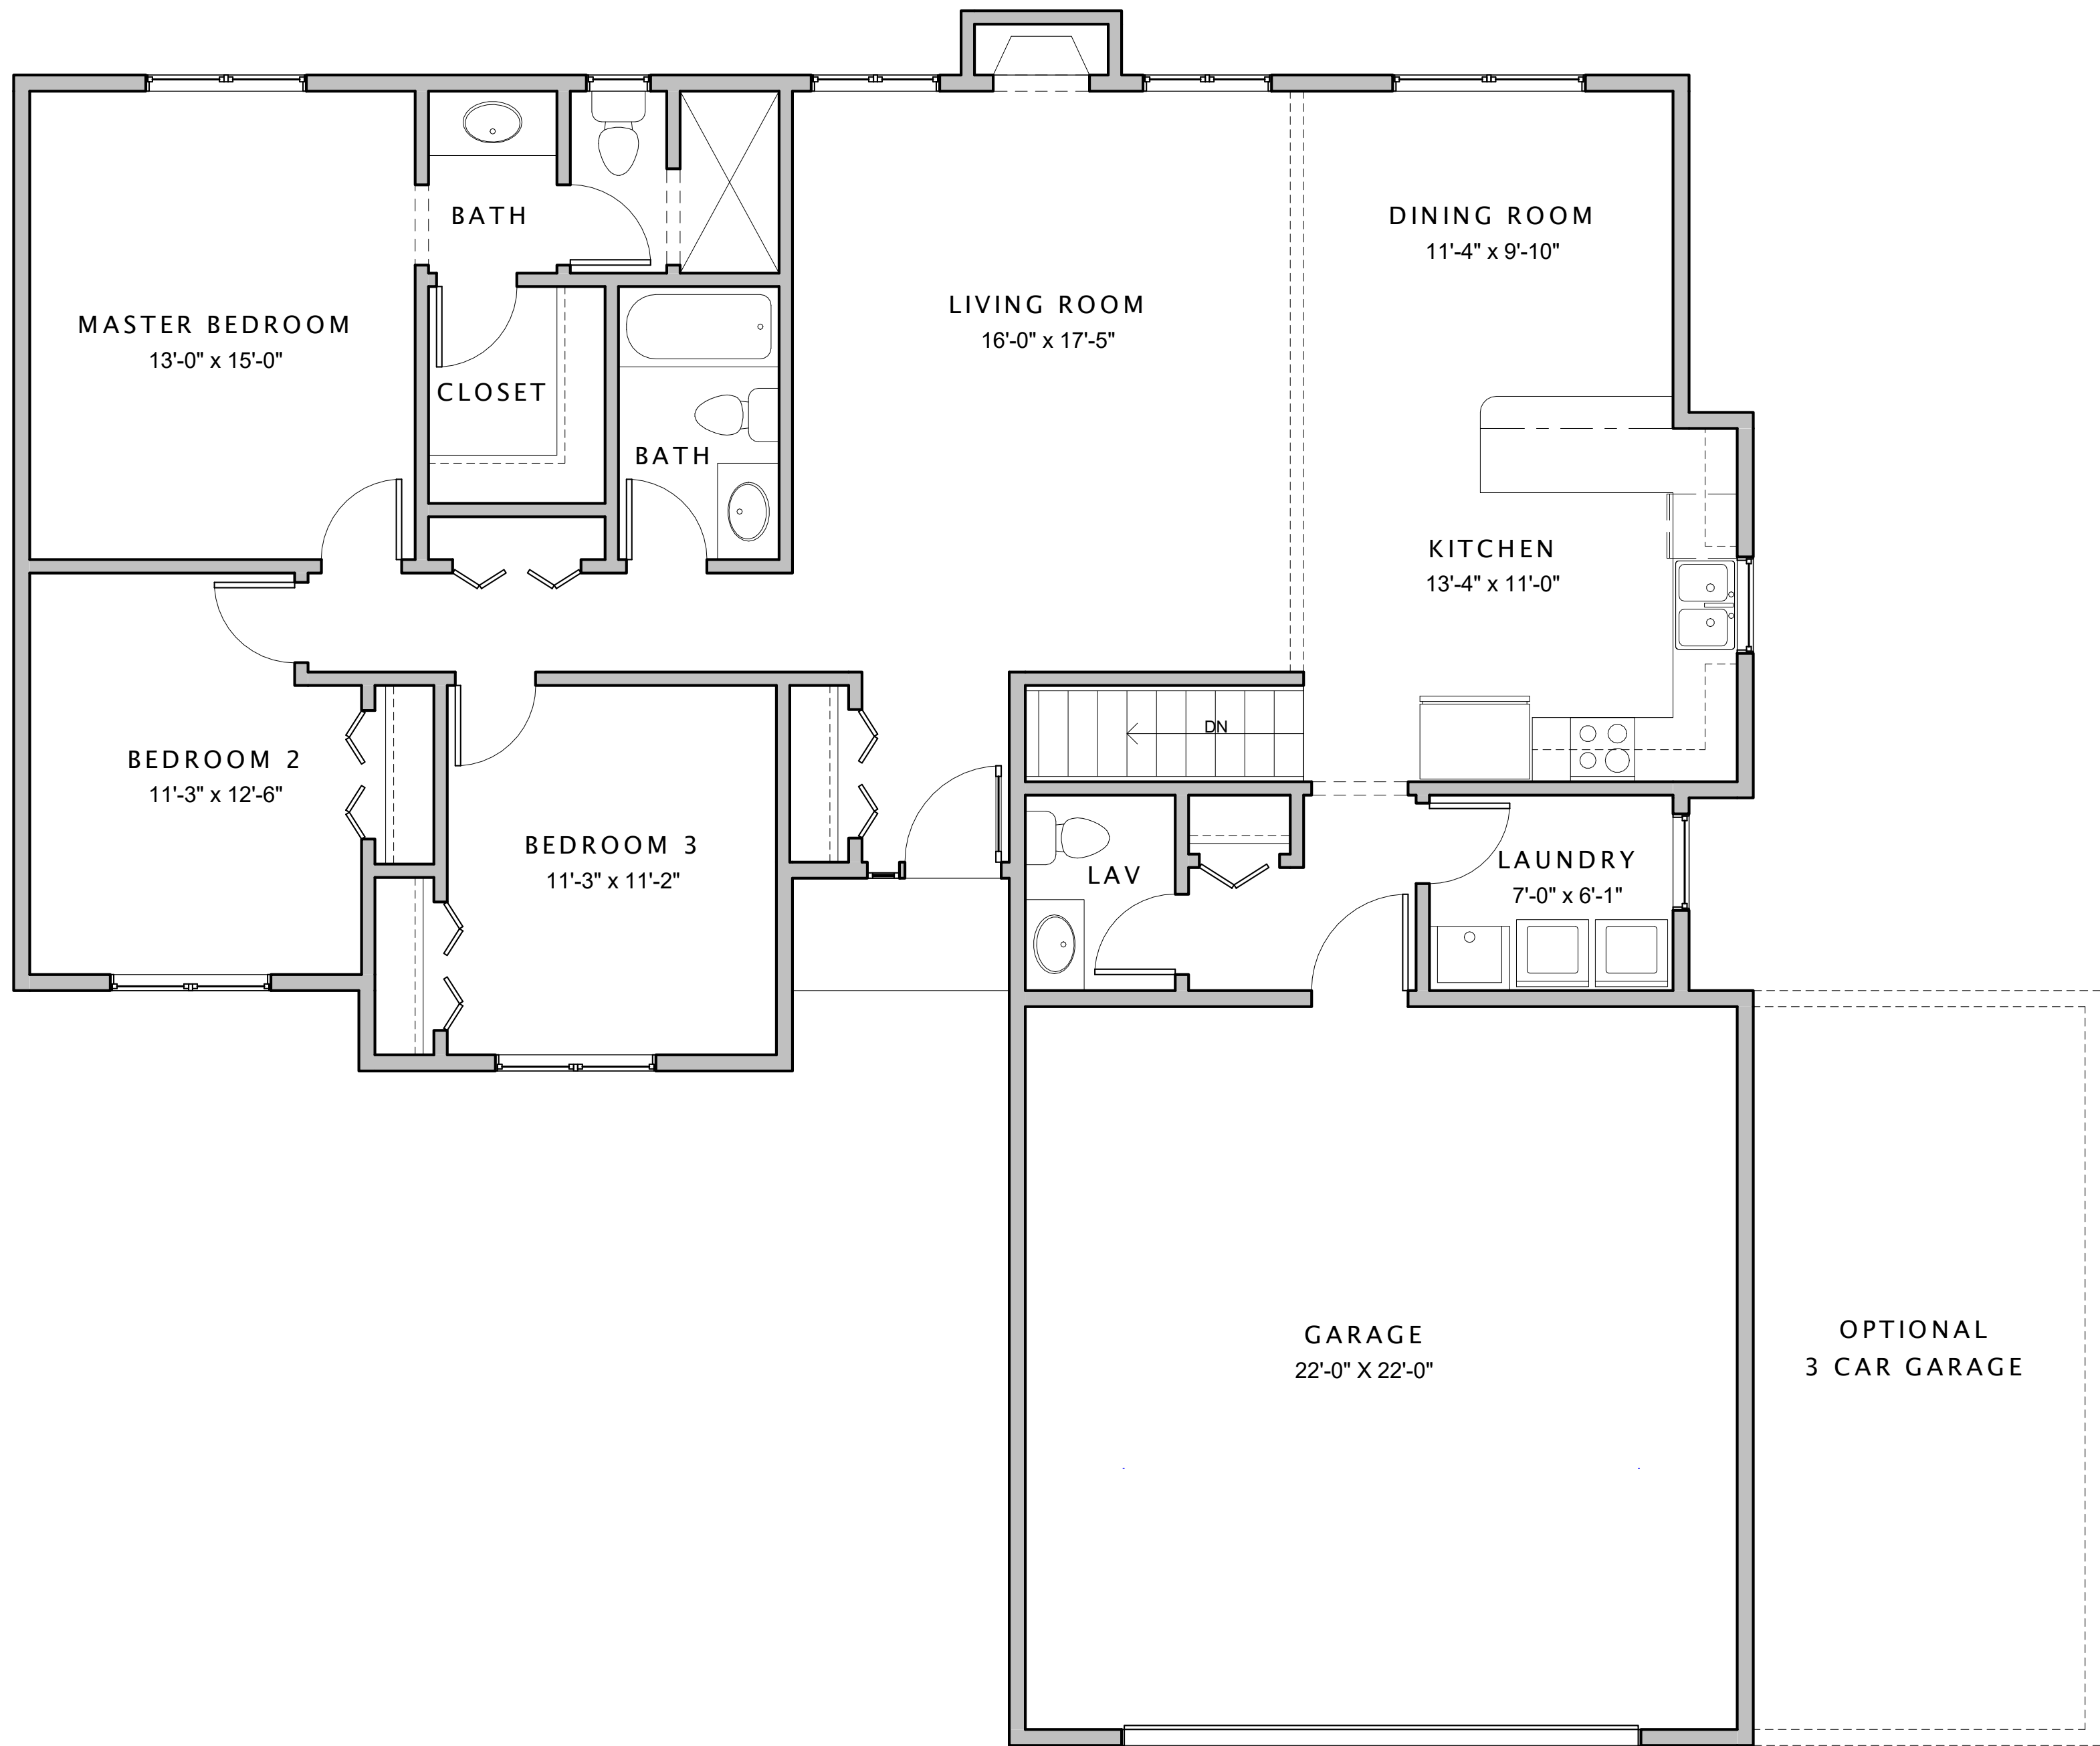 BATH
DINING ROOM
11'-4" x 9'-10"
LIVING ROOM
16'-0" x 17'-5"
MASTER BEDROOM
13'-0" x 15'-0"
CLOSET
BATH
KITCHEN
13'-4" x 11'-0"
DN
BEDROOM 2
11'-3" x 12'-6"
BEDROOM 3
11'-3" x 11'-2"
LAV
LAUNDRY
7'-0" x 6'-1"
GARAGE
22'-0" X 22'-0"
OPTIONAL
3 CAR GARAGE